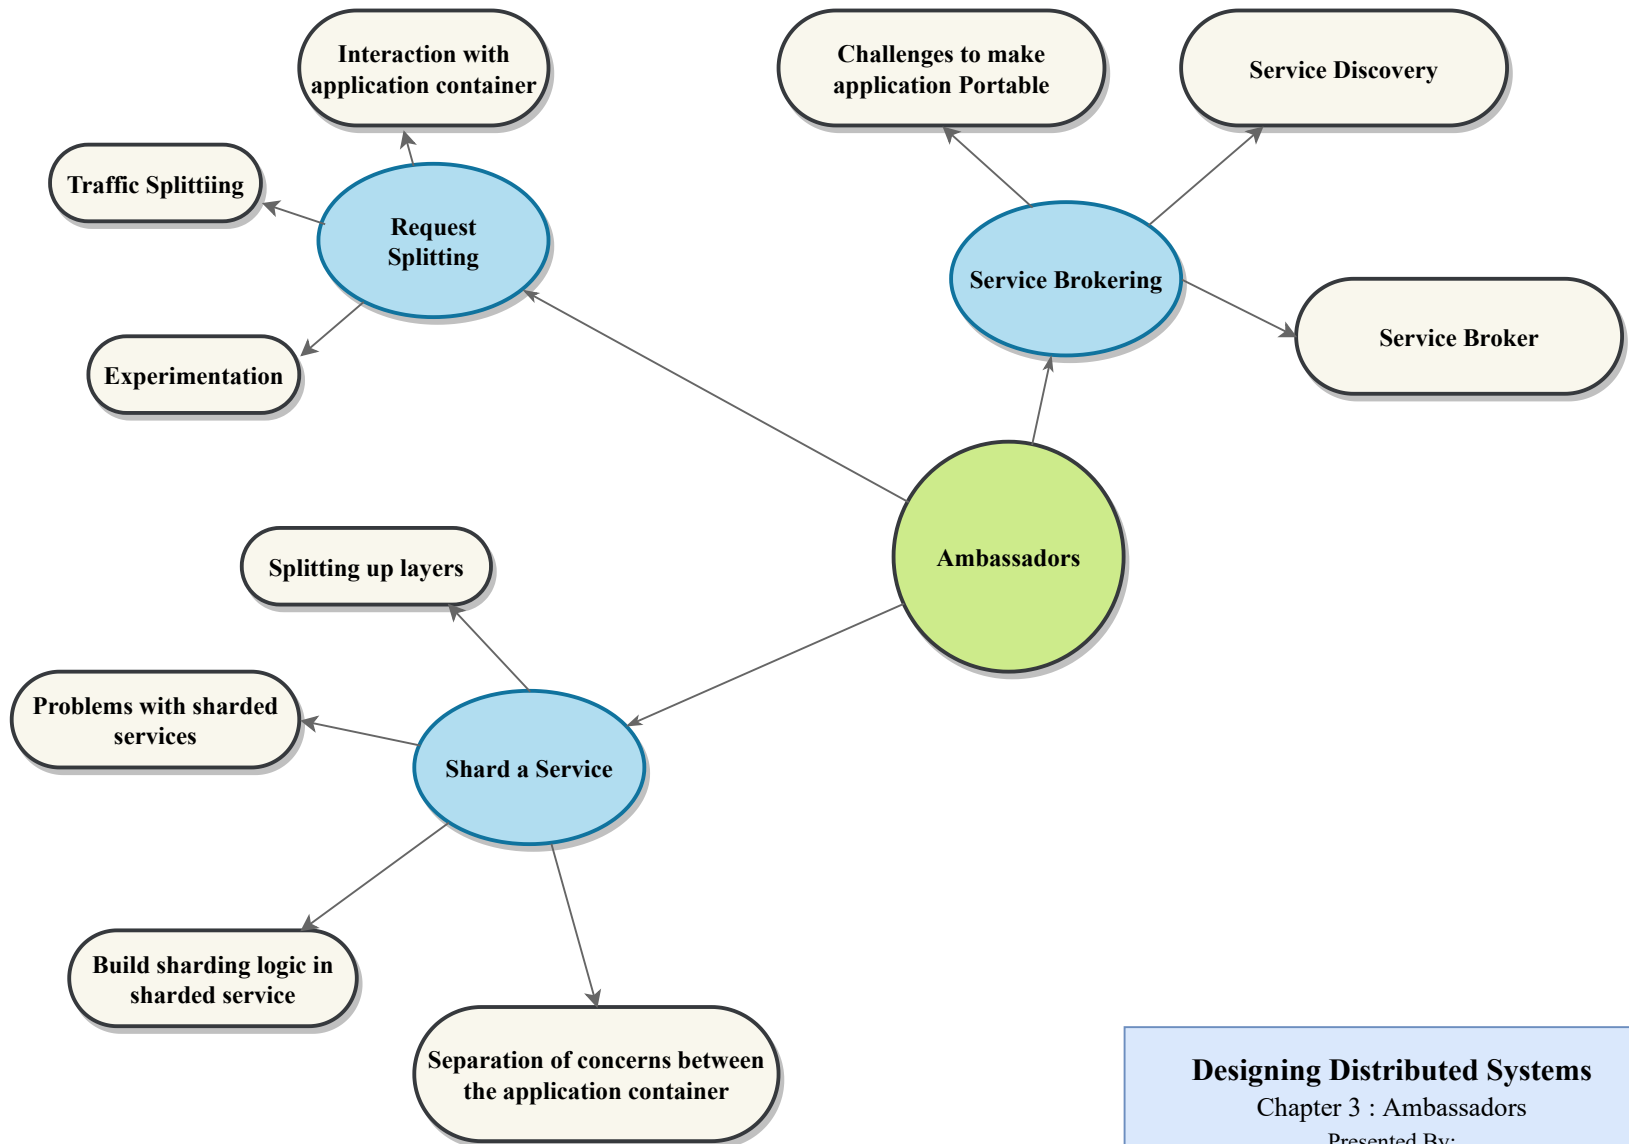 Interaction with
application container
Challenges to make
application Portable
Service Discovery
Traffic Splittiing
Request
Splitting
Service Brokering
Service Broker
Experimentation
Ambassadors
Splitting up layers
Problems with sharded
services
Shard a Service
Build sharding logic in
sharded service
Separation of concerns between
the application container
Designing Distributed Systems
Chapter 3 : Ambassadors
Presented By: